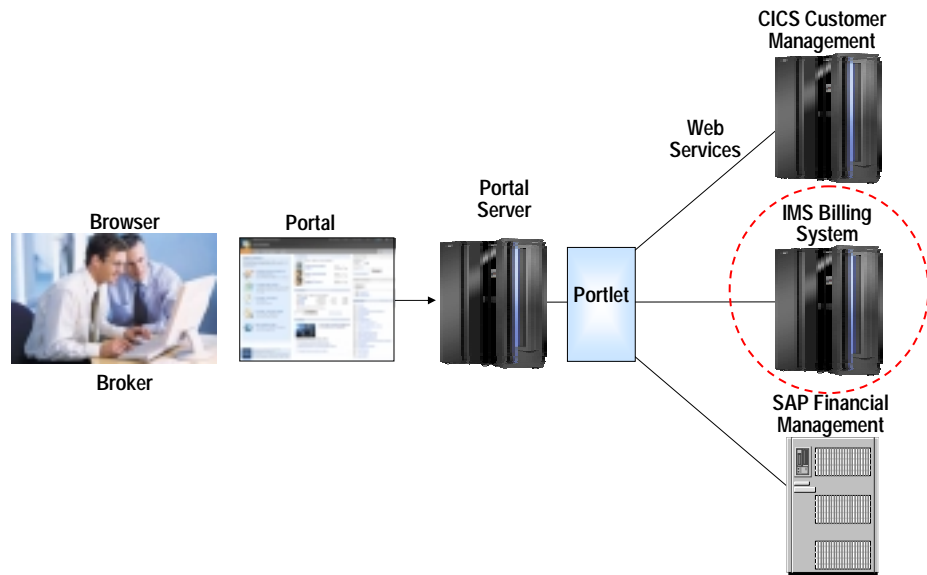 CICS Customer
Management
Web
Services
Portal
Server
Browser
Portal
IMS Billing
System
Portlet
Broker
SAP Financial
Management